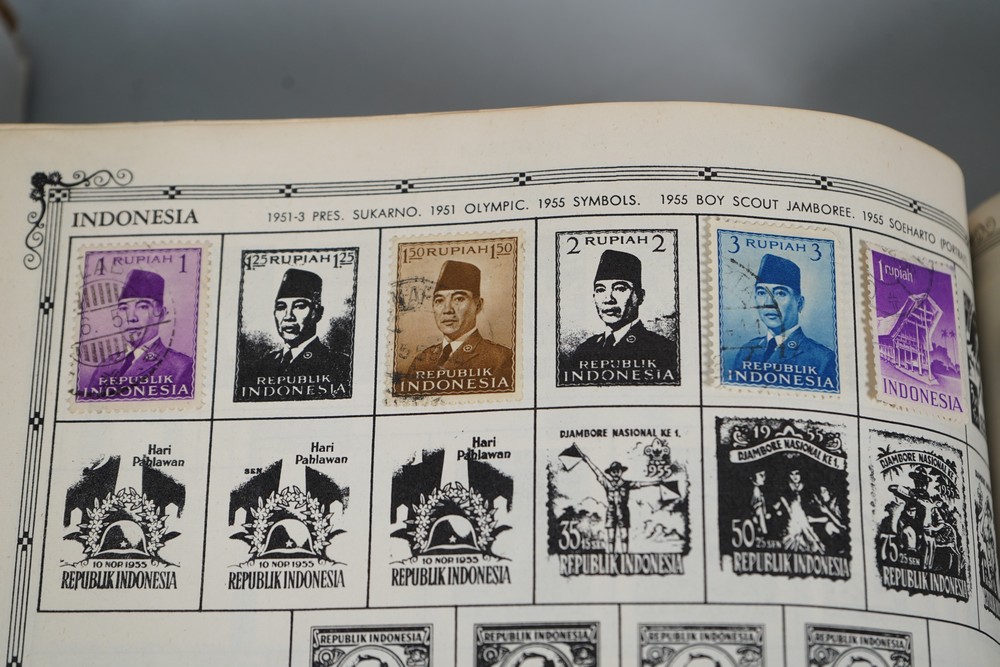 INDONESIA
1951-3 PRES. SUKARNO. 1951 OLYMPIC. 1955 SYMBOLS. 1955 BOY SCOUT JAMBOREE. 1955 SOEHARTO
RUPIAH 1
REPUBLIK
INDONESIA
1.25 RUPIAH 1.25
REPUBLIK
INDONESIA
1.50 RUPIAH 1.50
REPUBLIK
INDONESIA
2 RUPIAH 2
REPUBLIK
INDONESIA
3 RUPIAH 3
REPUBLIK
INDONESIA
1 rupiah
INDONESIA
Hari
Pahlawan
10 NOP 1955
REPUBLIK INDONESIA
SEN
Hari
Pahlawan
10 NOP 1955
REPUBLIK INDONESIA
Hari
Pahlawan
10 NOP 1955
REPUBLIK INDONESIA
DJAMBORE NASIONAL KE 1.
1955
35
15 SEN
REPUBLIK INDONESIA
1955
DJAMBORE NASIONAL KE 1.
50
25 SEN
REPUBLIK INDONESIA
DJAMBORE NASIONAL
75
25 SEN
REPUBLIK INDONESIA
REPUBLIK INDONESIA
REPUBLIK INDONESIA
REPUBLIK INDONESIA
REPUBLIK INDONESIA